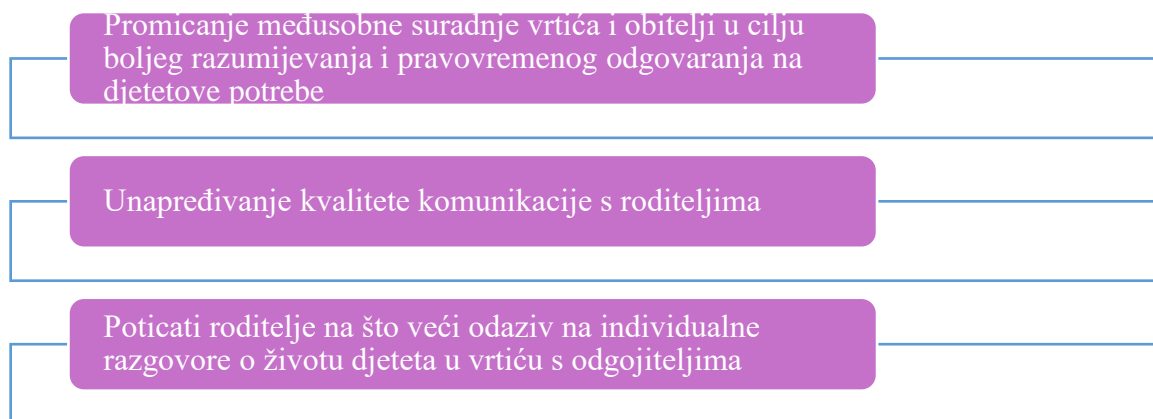 Promicanje međusobne suradnje vrtića i obitelji u cilju
boljeg razumijevanja i pravovremenog odgovaranja na
djetetove potrebe
Unapređivanje kvalitete komunikacije s roditeljima
Poticati roditelje na što veći odaziv na individualne
razgovore o životu djeteta u vrtiću s odgojiteljima